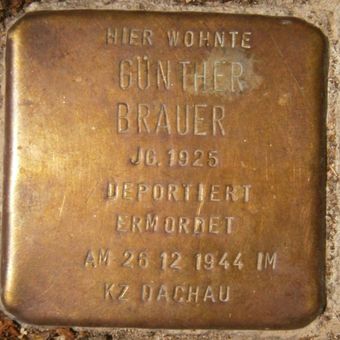 HIER WOHNTE
GÜNTHER
BRAUER
JG. 1925
DEPORTIERT
ERMORDET
AM 26 12 1944 IM
KZ DACHAU